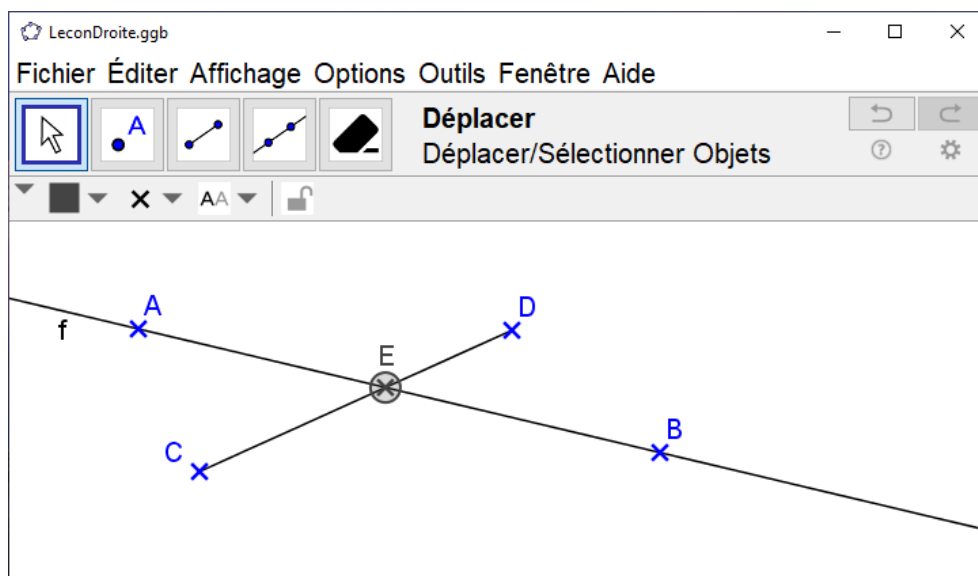 LeconDroite.ggb
Fichier Éditer Affichage Options Outils Fenêtre Aide
A
Déplacer
Déplacer/Sélectionner Objets
AA
A
D
f
E
B
C